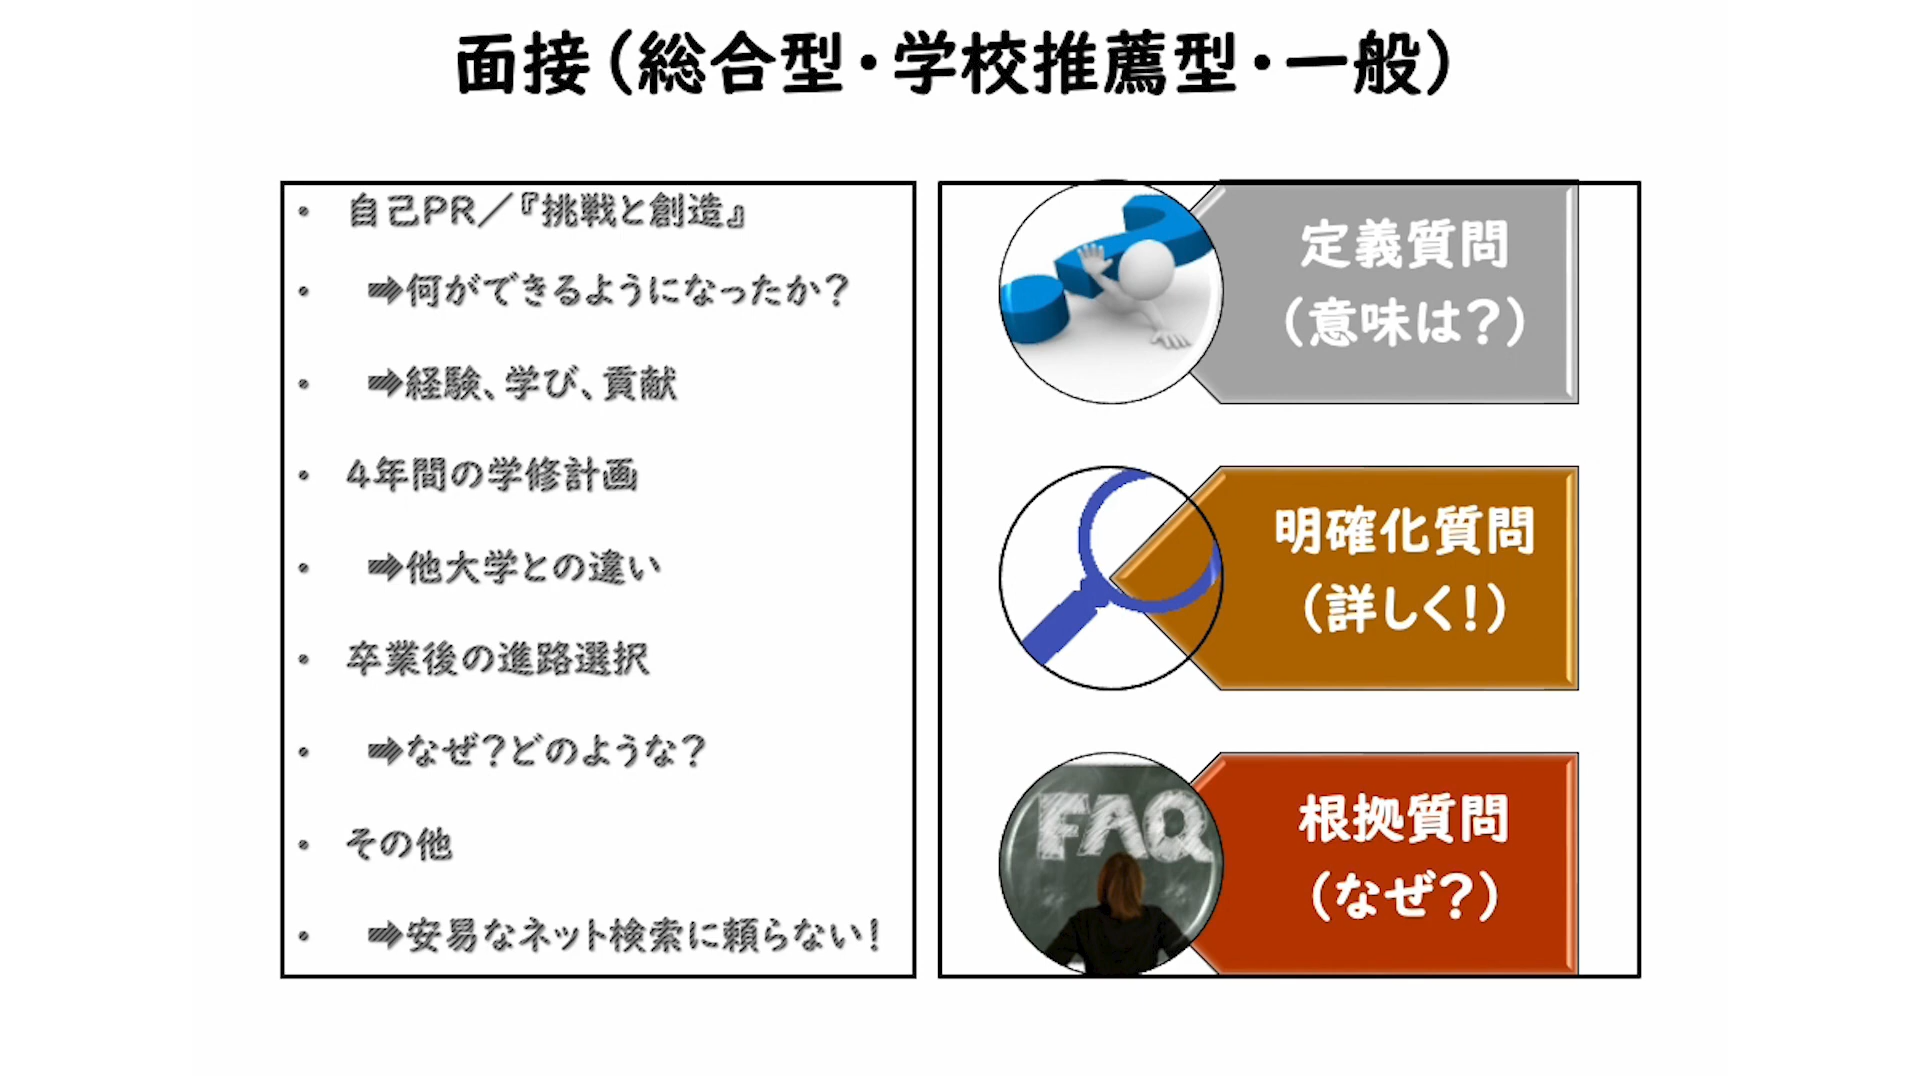 面接（総合型・学校推薦型・一般）
・ 自己PR／『挑戦と創造』
・ ➡何ができるようになったか？
・ ➡経験、学び、貢献
・ 4年間の学修計画
・ ➡他大学との違い
・ 卒業後の進路選択
・ ➡なぜ？どのような？
・ その他
・ ➡安易なネット検索に頼らない！
定義質問
（意味は？）
明確化質問
（詳しく！）
FAQ
根拠質問
（なぜ？）